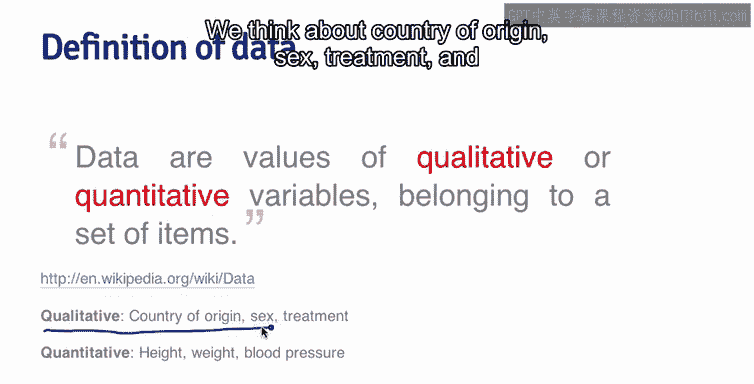 We think about country of origin,
sex, treatment, and
Definition of data
“ Data are values of qualitative or
quantitative variables, belonging to a
set of items. ”
http://en.wikipedia.org/wiki/Data
Qualitative: Country of origin, sex, treatment
Quantitative: Height, weight, blood pressure